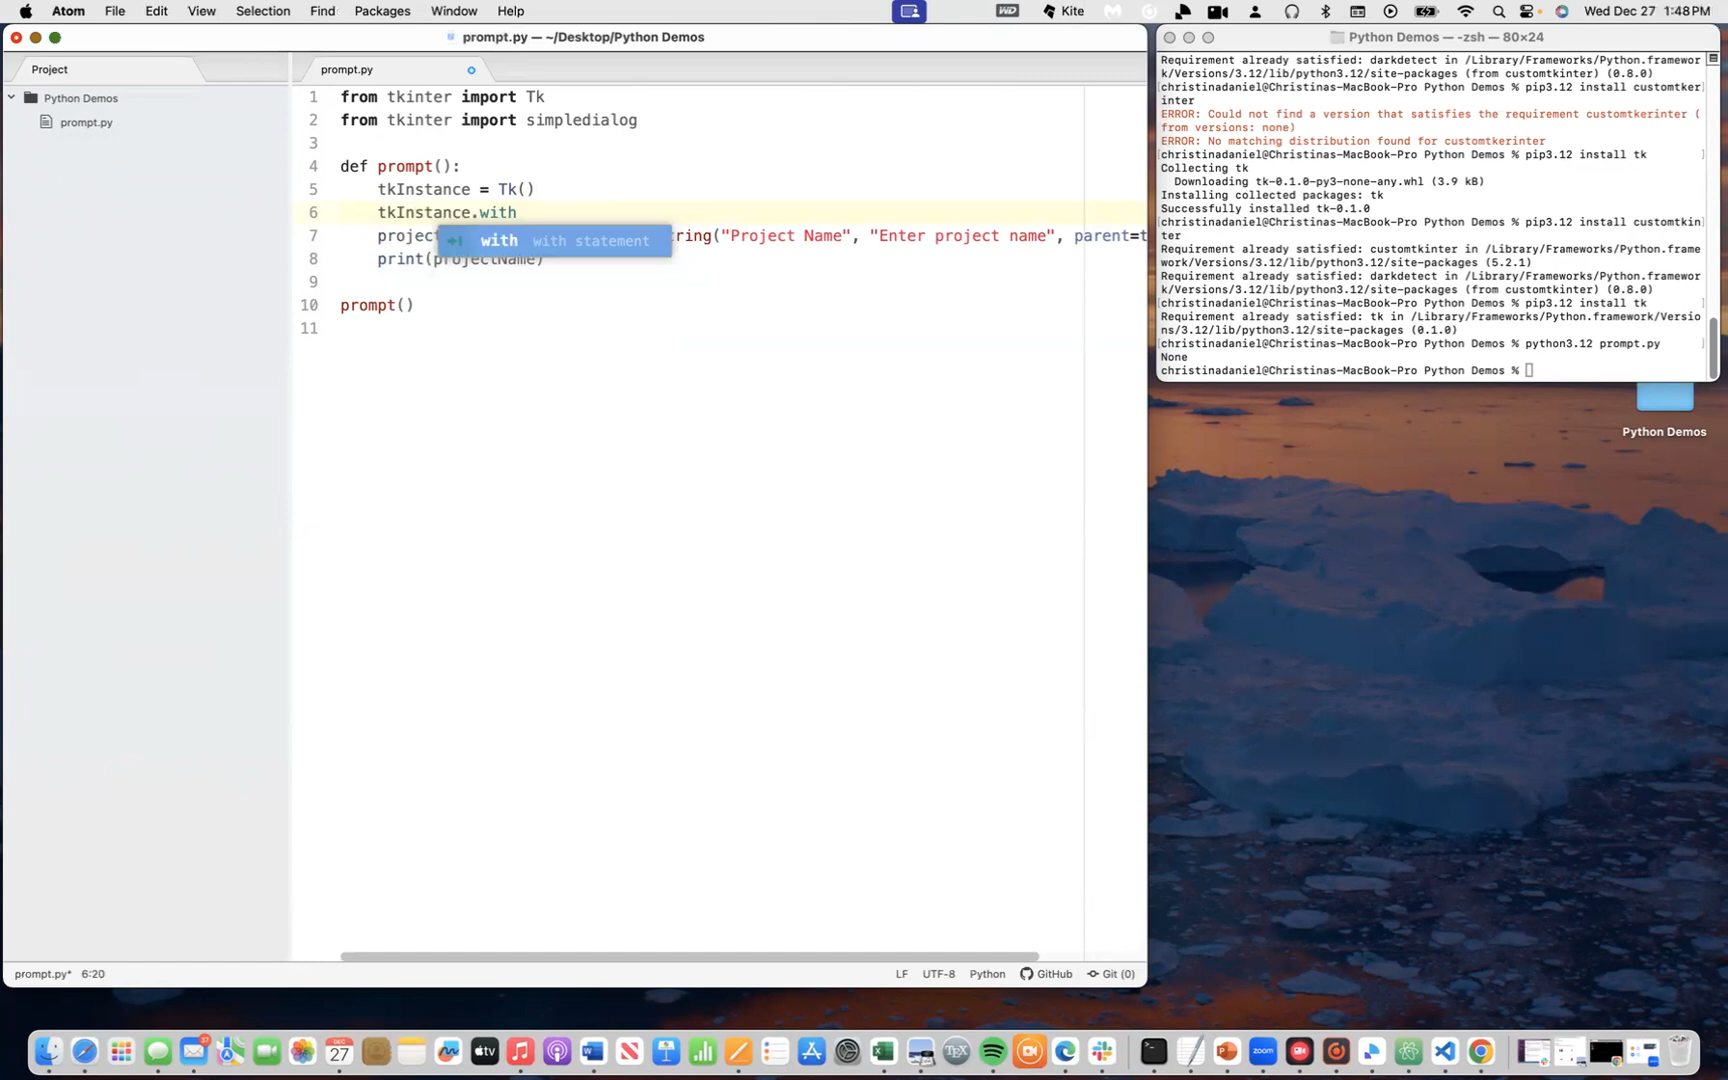 Atom File Edit View Selection Find Packages Window Help
Kite Wed Dec 27 1:48 PM
prompt.py — ~/Desktop/Python Demos
Project
Python Demos
prompt.py
prompt.py
1 from tkinter import Tk
2 from tkinter import simpledialog
3
4 def prompt():
5 tkInstance = Tk()
6 tkInstance.with
with with statement
7 project tring("Project Name", "Enter project name", parent=t
8 print(projectName)
9
10 prompt()
11
prompt.py* 6:20 LF UTF-8 Python GitHub Git (0)
Python Demos — -zsh — 80×24
Requirement already satisfied: darkdetect in /Library/Frameworks/Python.framewor
k/Versions/3.12/lib/python3.12/site-packages (from customtkinter) (0.8.0)
[christinadaniel@Christinas-MacBook-Pro Python Demos % pip3.12 install customtker]
inter
ERROR: Could not find a version that satisfies the requirement customtkerinter (
from versions: none)
ERROR: No matching distribution found for customtkerinter
[christinadaniel@Christinas-MacBook-Pro Python Demos % pip3.12 install tk ]
Collecting tk
Downloading tk-0.1.0-py3-none-any.whl (3.9 kB)
Installing collected packages: tk
Successfully installed tk-0.1.0
[christinadaniel@Christinas-MacBook-Pro Python Demos % pip3.12 install customtkin]
ter
Requirement already satisfied: customtkinter in /Library/Frameworks/Python.frame
work/Versions/3.12/lib/python3.12/site-packages (5.2.1)
Requirement already satisfied: darkdetect in /Library/Frameworks/Python.framewor
k/Versions/3.12/lib/python3.12/site-packages (from customtkinter) (0.8.0)
[christinadaniel@Christinas-MacBook-Pro Python Demos % pip3.12 install tk ]
Requirement already satisfied: tk in /Library/Frameworks/Python.framework/Versio
ns/3.12/lib/python3.12/site-packages (0.1.0)
[christinadaniel@Christinas-MacBook-Pro Python Demos % python3.12 prompt.py ]
None
christinadaniel@Christinas-MacBook-Pro Python Demos %
Python Demos
DEC
27
tv
zoom